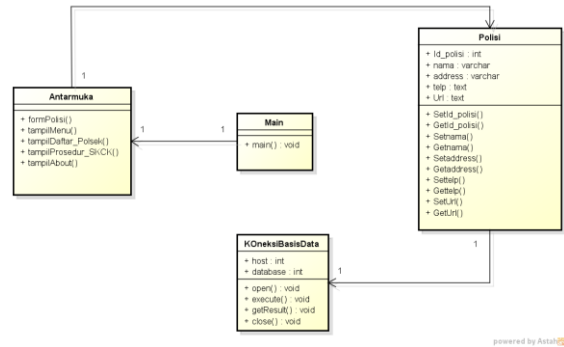 Polisi
+ Id_polisi : int
+ nama : varchar
+ address : varchar
+ telp : text
+ Url : text
+ SetId_polisi()
+ GetId_polisi()
+ Setnama()
+ Getnama()
+ Setaddress()
+ Getaddress()
+ Settelp()
+ Gettelp()
+ SetUrl()
+ GetUrl()
1
Antarmuka
+ formPolisi()
+ tampilMenu()
+ tampilDaftar_Polsek()
+ tampilProsedur_SKCK()
+ tampilAbout()
1
1
Main
+ main() : void
1
KOneksiBasisData
+ host : int
+ database : int
+ open() : void
+ execute() : void
+ getResult() : void
+ close() : void
1
powered by Astah